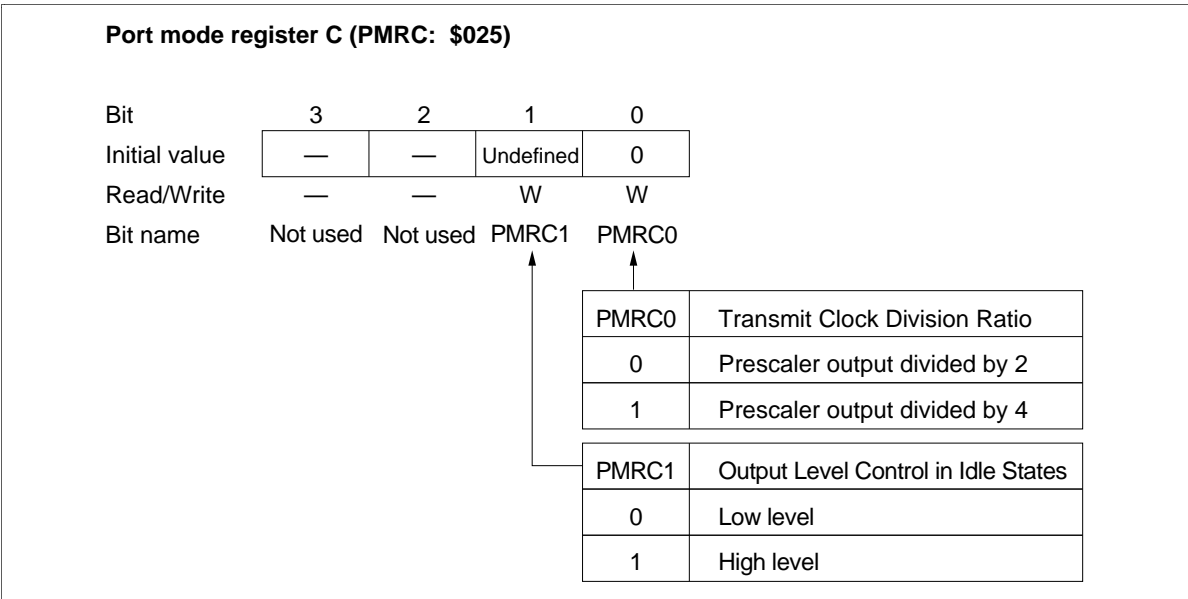 Port mode register C (PMRC: $025)
Bit 3 2 1 0
Initial value — — Undefined 0
Read/Write — — W W
Bit name Not used Not used PMRC1 PMRC0
PMRC0 Transmit Clock Division Ratio
0 Prescaler output divided by 2
1 Prescaler output divided by 4
PMRC1 Output Level Control in Idle States
0 Low level
1 High level